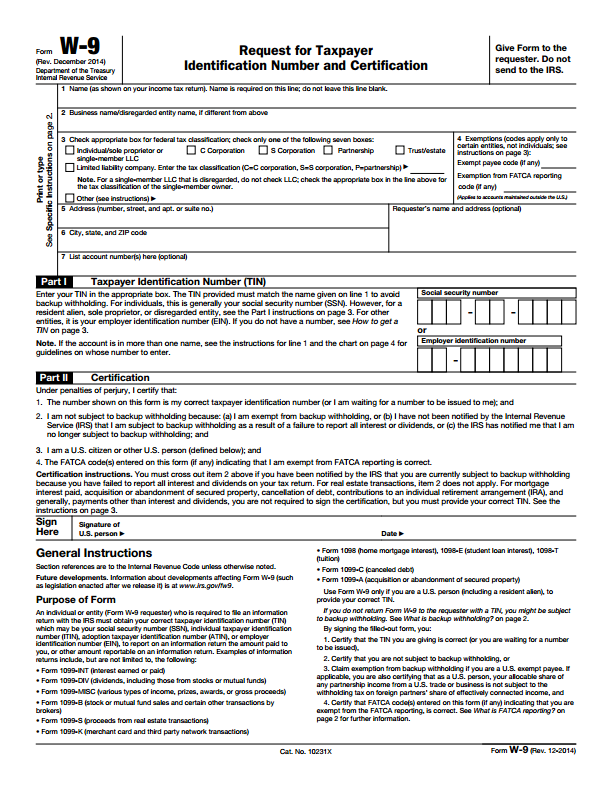 Form W-9
(Rev. December 2014)
Department of the Treasury
Internal Revenue Service
Request for Taxpayer
Identification Number and Certification
Give Form to the
requester. Do not
send to the IRS.
Print or type
See Specific Instructions on page 2.
1 Name (as shown on your income tax return). Name is required on this line; do not leave this line blank.
2 Business name/disregarded entity name, if different from above
3 Check appropriate box for federal tax classification; check only one of the following seven boxes:
Individual/sole proprietor or
single-member LLC
C Corporation
S Corporation
Partnership
Trust/estate
Limited liability company. Enter the tax classification (C=C corporation, S=S corporation, P=partnership) ▶
Note. For a single-member LLC that is disregarded, do not check LLC; check the appropriate box in the line above for
the tax classification of the single-member owner.
Other (see instructions) ▶
4 Exemptions (codes apply only to
certain entities, not individuals; see
instructions on page 3):
Exempt payee code (if any)
Exemption from FATCA reporting
code (if any)
(Applies to accounts maintained outside the U.S.)
5 Address (number, street, and apt. or suite no.)
Requester's name and address (optional)
6 City, state, and ZIP code
7 List account number(s) here (optional)
Part I Taxpayer Identification Number (TIN)
Enter your TIN in the appropriate box. The TIN provided must match the name given on line 1 to avoid
backup withholding. For individuals, this is generally your social security number (SSN). However, for a
resident alien, sole proprietor, or disregarded entity, see the Part I instructions on page 3. For other
entities, it is your employer identification number (EIN). If you do not have a number, see How to get a
TIN on page 3.
Note. If the account is in more than one name, see the instructions for line 1 and the chart on page 4 for
guidelines on whose number to enter.
Social security number
– –
or
Employer identification number
–
Part II Certification
Under penalties of perjury, I certify that:
1. The number shown on this form is my correct taxpayer identification number (or I am waiting for a number to be issued to me); and
2. I am not subject to backup withholding because: (a) I am exempt from backup withholding, or (b) I have not been notified by the Internal Revenue
Service (IRS) that I am subject to backup withholding as a result of a failure to report all interest or dividends, or (c) the IRS has notified me that I am
no longer subject to backup withholding; and
3. I am a U.S. citizen or other U.S. person (defined below); and
4. The FATCA code(s) entered on this form (if any) indicating that I am exempt from FATCA reporting is correct.
Certification instructions. You must cross out item 2 above if you have been notified by the IRS that you are currently subject to backup withholding
because you have failed to report all interest and dividends on your tax return. For real estate transactions, item 2 does not apply. For mortgage
interest paid, acquisition or abandonment of secured property, cancellation of debt, contributions to an individual retirement arrangement (IRA), and
generally, payments other than interest and dividends, you are not required to sign the certification, but you must provide your correct TIN. See the
instructions on page 3.
Sign
Here
Signature of
U.S. person ▶
Date ▶
General Instructions
Section references are to the Internal Revenue Code unless otherwise noted.
Future developments. Information about developments affecting Form W-9 (such
as legislation enacted after we release it) is at www.irs.gov/fw9.
Purpose of Form
An individual or entity (Form W-9 requester) who is required to file an information
return with the IRS must obtain your correct taxpayer identification number (TIN)
which may be your social security number (SSN), individual taxpayer identification
number (ITIN), adoption taxpayer identification number (ATIN), or employer
identification number (EIN), to report on an information return the amount paid to
you, or other amount reportable on an information return. Examples of information
returns include, but are not limited to, the following:
• Form 1099-INT (interest earned or paid)
• Form 1099-DIV (dividends, including those from stocks or mutual funds)
• Form 1099-MISC (various types of income, prizes, awards, or gross proceeds)
• Form 1099-B (stock or mutual fund sales and certain other transactions by
brokers)
• Form 1099-S (proceeds from real estate transactions)
• Form 1099-K (merchant card and third party network transactions)
• Form 1098 (home mortgage interest), 1098-E (student loan interest), 1098-T
(tuition)
• Form 1099-C (canceled debt)
• Form 1099-A (acquisition or abandonment of secured property)
Use Form W-9 only if you are a U.S. person (including a resident alien), to
provide your correct TIN.
If you do not return Form W-9 to the requester with a TIN, you might be subject
to backup withholding. See What is backup withholding? on page 2.
By signing the filled-out form, you:
1. Certify that the TIN you are giving is correct (or you are waiting for a number
to be issued),
2. Certify that you are not subject to backup withholding, or
3. Claim exemption from backup withholding if you are a U.S. exempt payee. If
applicable, you are also certifying that as a U.S. person, your allocable share of
any partnership income from a U.S. trade or business is not subject to the
withholding tax on foreign partners' share of effectively connected income, and
4. Certify that FATCA code(s) entered on this form (if any) indicating that you are
exempt from the FATCA reporting, is correct. See What is FATCA reporting? on
page 2 for further information.
Cat. No. 10231X
Form W-9 (Rev. 12-2014)